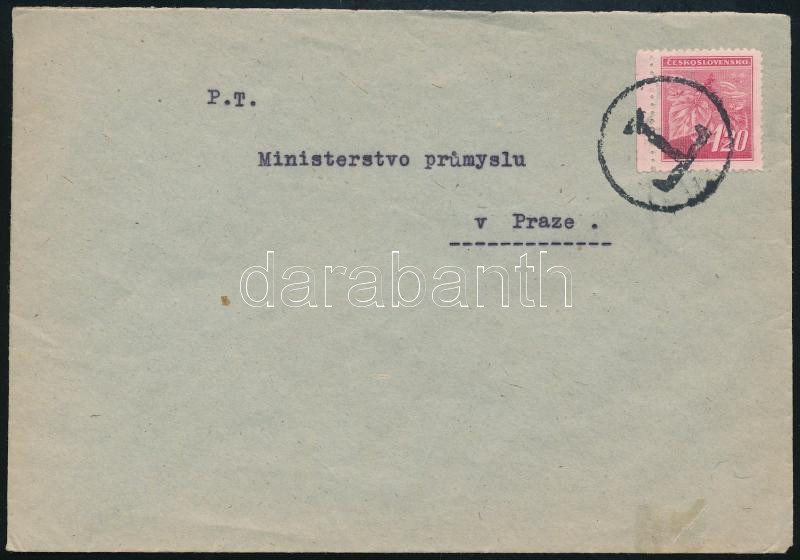 ČESKOSLOVENSKO
1.20
T
P.T.
Ministerstvo průmyslu
v Praze .
darabanth